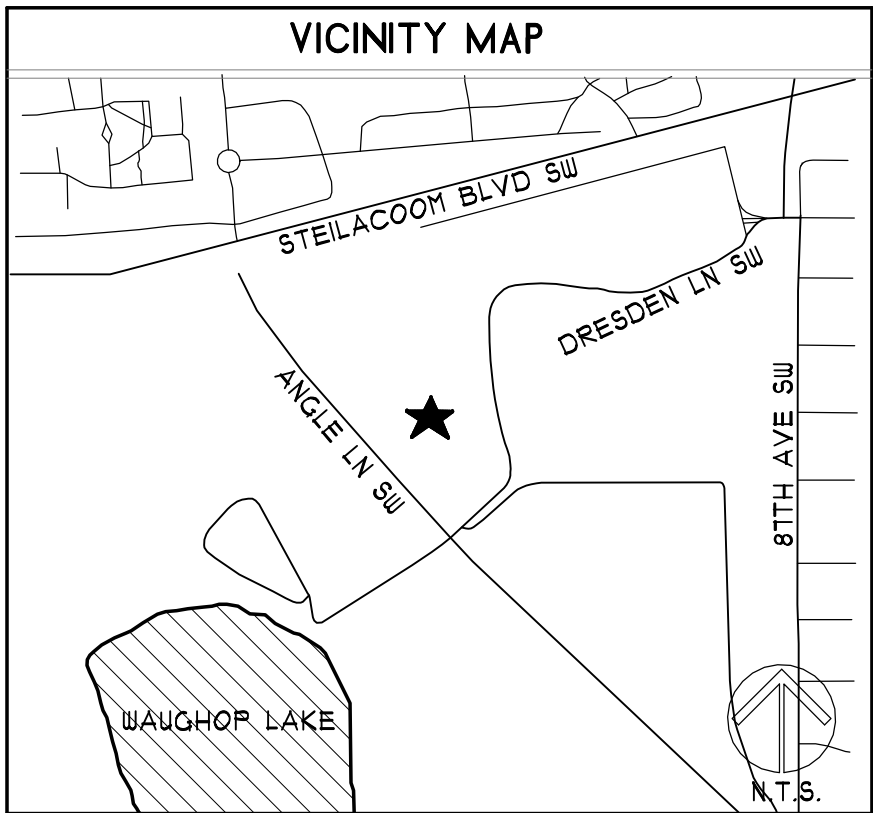 VICINITY MAP
STEILACOOM BLVD SW
DRESDEN LN SW
ANGLE LN SW
87TH AVE SW
WAUGHOP LAKE
N.T.S.